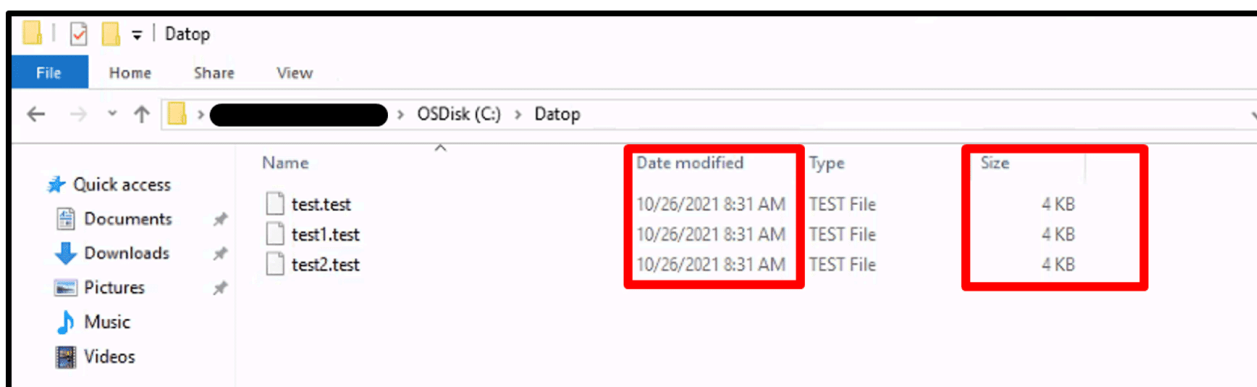 Datop
File Home Share View
OSDisk (C:) > Datop
Name Date modified Type Size
Quick access
test.test 10/26/2021 8:31 AM TEST File 4 KB
Documents
test1.test 10/26/2021 8:31 AM TEST File 4 KB
Downloads
test2.test 10/26/2021 8:31 AM TEST File 4 KB
Pictures
Music
Videos